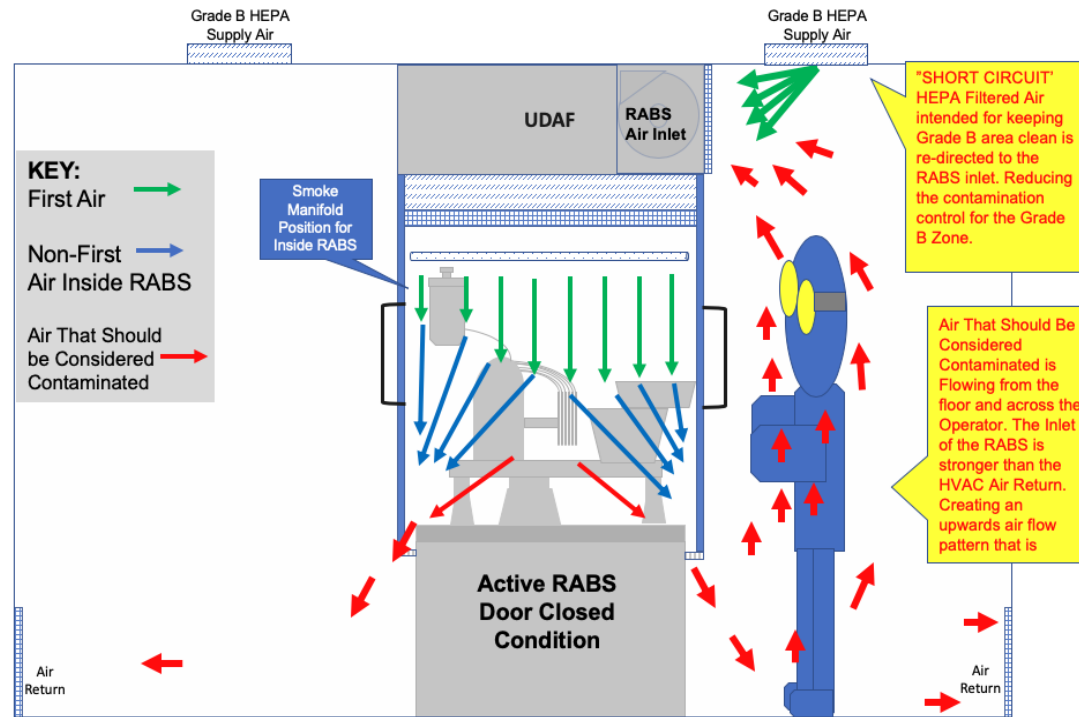 Grade B HEPA
Supply Air
Grade B HEPA
Supply Air
UDAF
RABS
Air Inlet
"SHORT CIRCUIT'
HEPA Filtered Air
intended for keeping
Grade B area clean is
re-directed to the
RABS inlet. Reducing
the contamination
control for the Grade
B Zone.
KEY:
First Air
Non-First
Air Inside RABS
Air That Should
be Considered
Contaminated
Smoke
Manifold
Position for
Inside RABS
Air That Should Be
Considered
Contaminated is
Flowing from the
floor and across the
Operator. The Inlet
of the RABS is
stronger than the
HVAC Air Return.
Creating an
upwards air flow
pattern that is
Active RABS
Door Closed
Condition
Air
Return
Air
Return